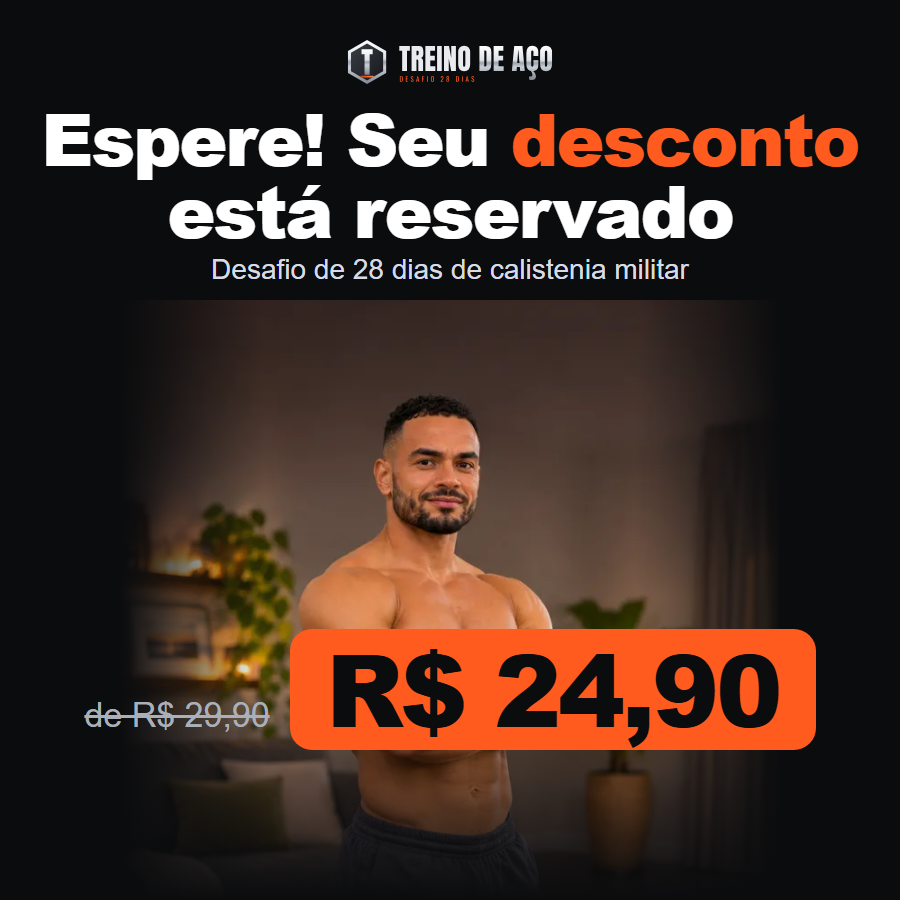 TREINO DE AÇO
DESAFIO 28 DIAS
Espere! Seu desconto
está reservado
Desafio de 28 dias de calistenia militar
de R$ 29,90
R$ 24,90